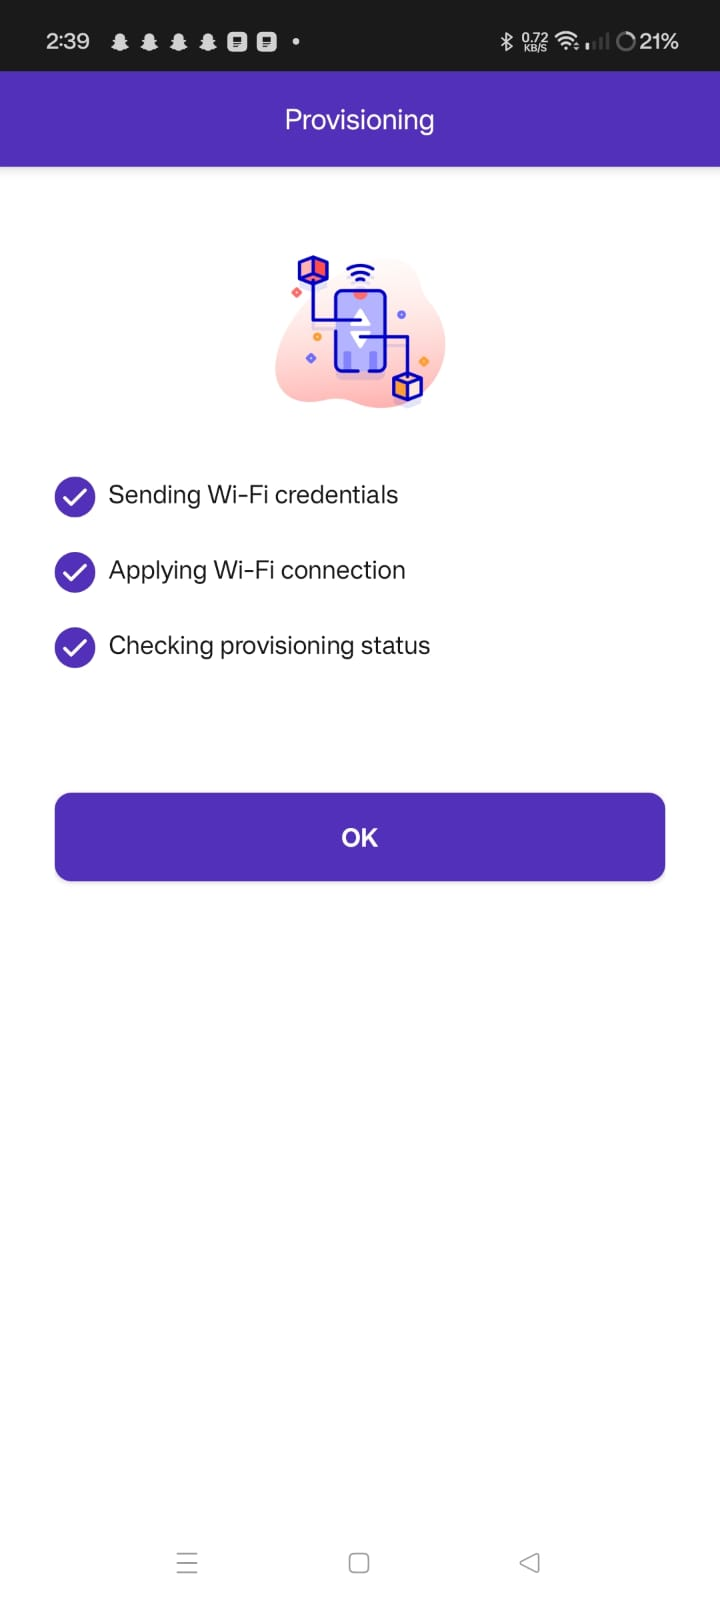 2:39
0.72 KB/S
21%
Provisioning
Sending Wi-Fi credentials
Applying Wi-Fi connection
Checking provisioning status
OK